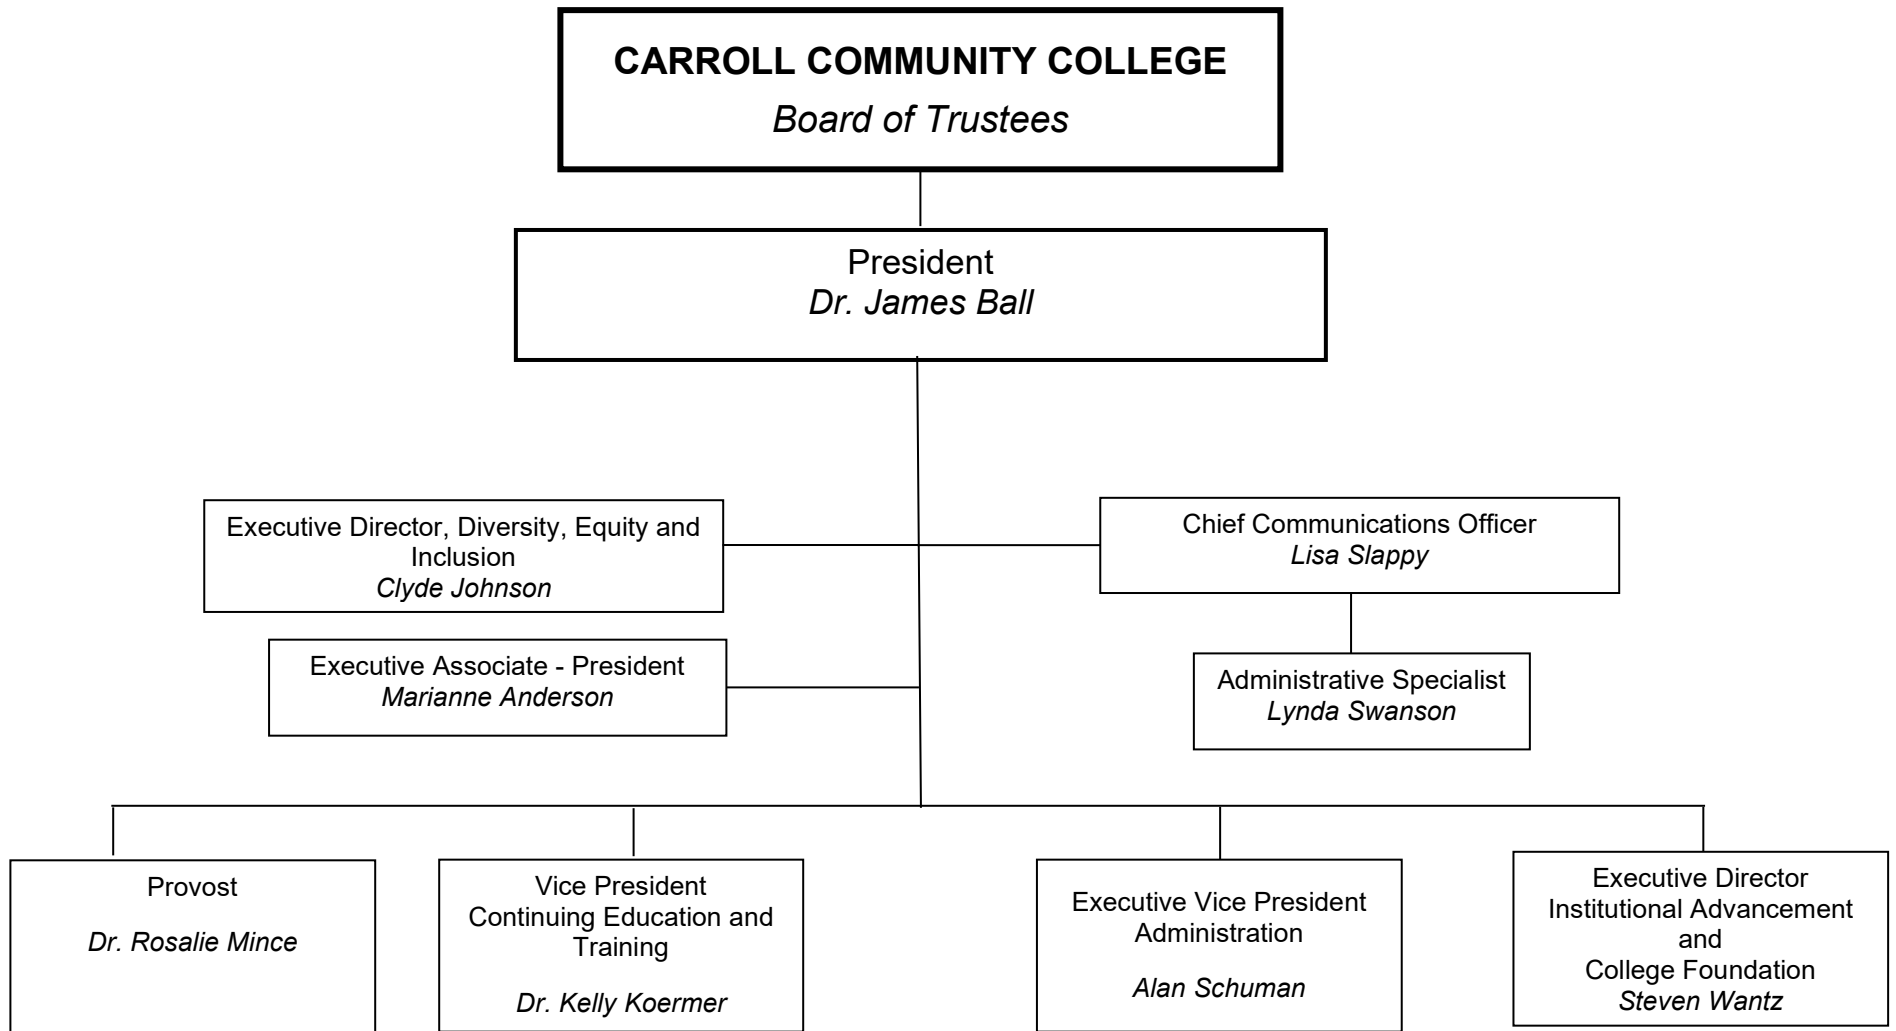 CARROLL COMMUNITY COLLEGE
Board of Trustees
President
Dr. James Ball
Executive Director, Diversity, Equity and
Inclusion
Clyde Johnson
Chief Communications Officer
Lisa Slappy
Executive Associate - President
Marianne Anderson
Administrative Specialist
Lynda Swanson
Provost
Dr. Rosalie Mince
Vice President
Continuing Education and
Training
Dr. Kelly Koermer
Executive Vice President
Administration
Alan Schuman
Executive Director
Institutional Advancement
and
College Foundation
Steven Wantz